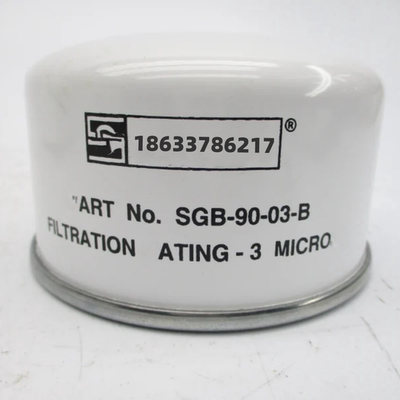 18633786217®
"ART No. SGB-90-03-B
FILTRATION ATING - 3 MICRO